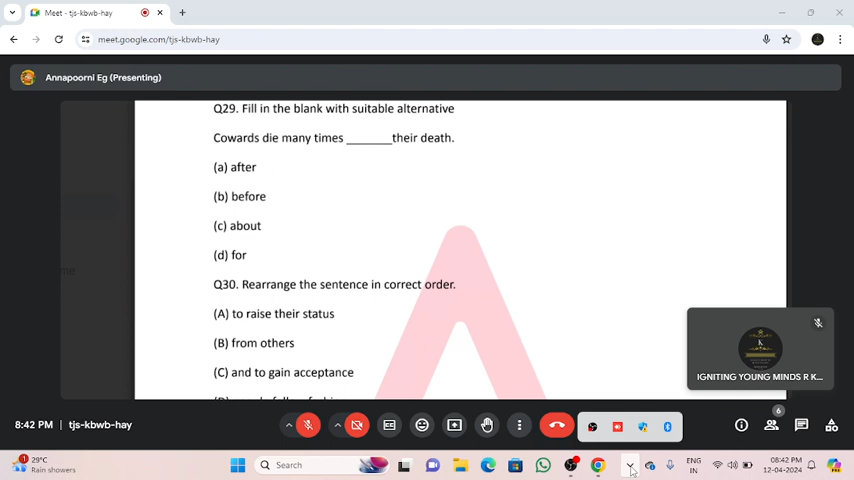 Meet - tjs-kbwb-hay
meet.google.com/tjs-kbwb-hay
Annapoorni Eg (Presenting)
Q29. Fill in the blank with suitable alternative
Cowards die many times _______their death.
(a) after
(b) before
(c) about
(d) for
Q30. Rearrange the sentence in correct order.
(A) to raise their status
(B) from others
(C) and to gain acceptance
K
IGNITING YOUNG MINDS R K...
8:42 PM | tjs-kbwb-hay
6
29°C
Rain showers
Search
ENG
IN
08:42 PM
12-04-2024